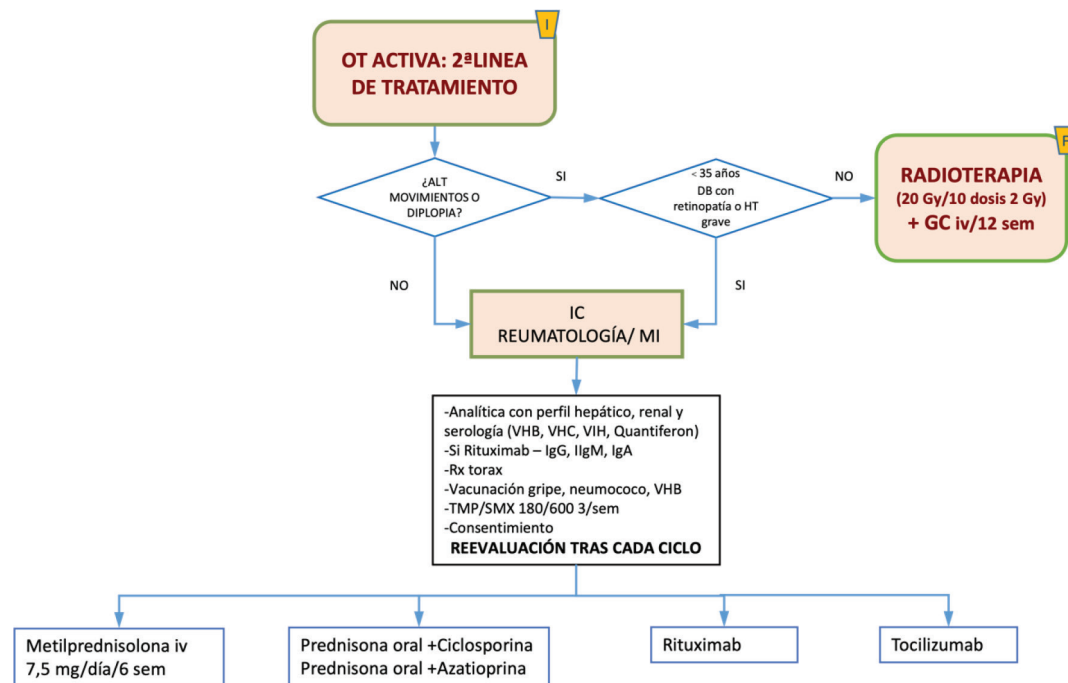 I
OT ACTIVA: 2ªLINEA
DE TRATAMIENTO
¿ALT
MOVIMIENTOS O
DIPLOPIA?
SI
< 35 años
DB con
retinopatía o HT
grave
NO
F
RADIOTERAPIA
(20 Gy/10 dosis 2 Gy)
+ GC iv/12 sem
NO
SI
IC
REUMATOLOGÍA/ MI
-Analítica con perfil hepático, renal y
serología (VHB, VHC, VIH, Quantiferon)
-Si Rituximab – IgG, IIgM, IgA
-Rx torax
-Vacunación gripe, neumococo, VHB
-TMP/SMX 180/600 3/sem
-Consentimiento
REEVALUACIÓN TRAS CADA CICLO
Metilprednisolona iv
7,5 mg/día/6 sem
Prednisona oral +Ciclosporina
Prednisona oral +Azatioprina
Rituximab
Tocilizumab